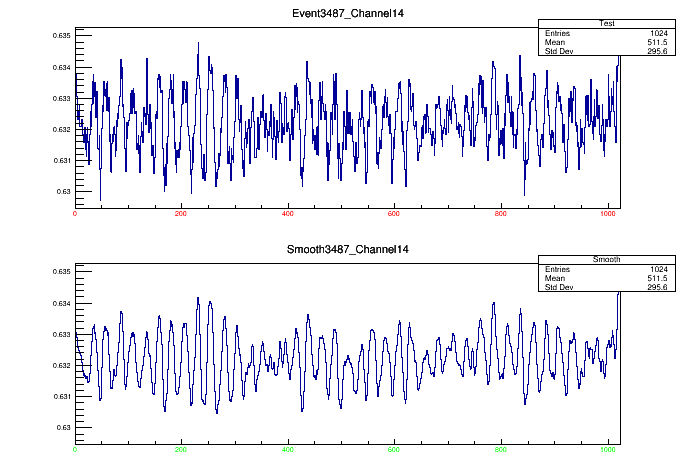 Event3487_Channel14
Test
Entries 1024
Mean 511.5
Std Dev 295.6
0.635
0.634
0.633
0.632
0.631
0.63
0 200 400 600 800 1000
Smooth3487_Channel14
Smooth
Entries 1024
Mean 511.5
Std Dev 295.6
0.635
0.634
0.633
0.632
0.631
0.63
0 200 400 600 800 1000